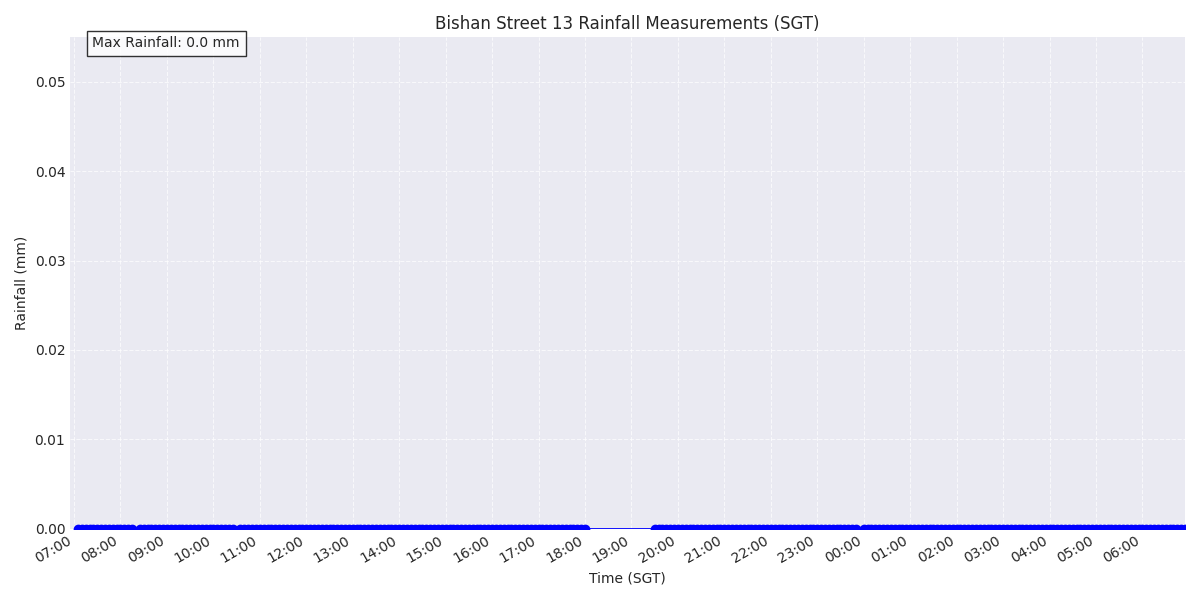 Bishan Street 13 Rainfall Measurements (SGT)
Max Rainfall: 0.0 mm
0.05
0.04
0.03
0.02
0.01
0.00
Rainfall (mm)
07:00 08:00 09:00 10:00 11:00 12:00 13:00 14:00 15:00 16:00 17:00 18:00 19:00 20:00 21:00 22:00 23:00 00:00 01:00 02:00 03:00 04:00 05:00 06:00
Time (SGT)